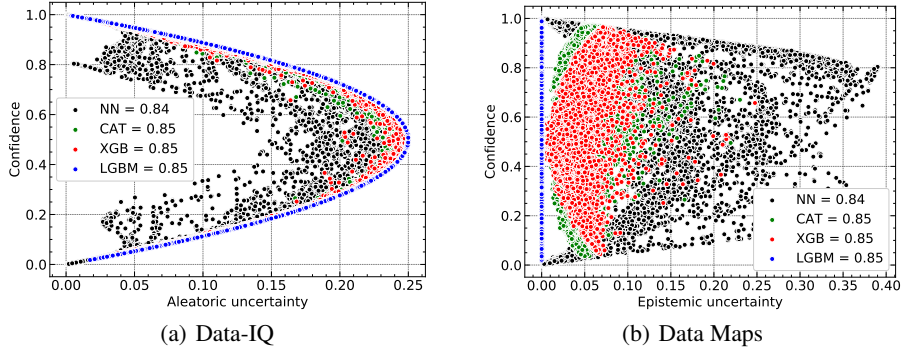 1.0
0.8
0.6
0.4
0.2
0.0
Confidence
NN = 0.84
CAT = 0.85
XGB = 0.85
LGBM = 0.85
0.00 0.05 0.10 0.15 0.20 0.25
Aleatoric uncertainty
(a) Data-IQ
1.0
0.8
0.6
0.4
0.2
0.0
Confidence
NN = 0.84
CAT = 0.85
XGB = 0.85
LGBM = 0.85
0.00 0.05 0.10 0.15 0.20 0.25 0.30 0.35 0.40
Epistemic uncertainty
(b) Data Maps